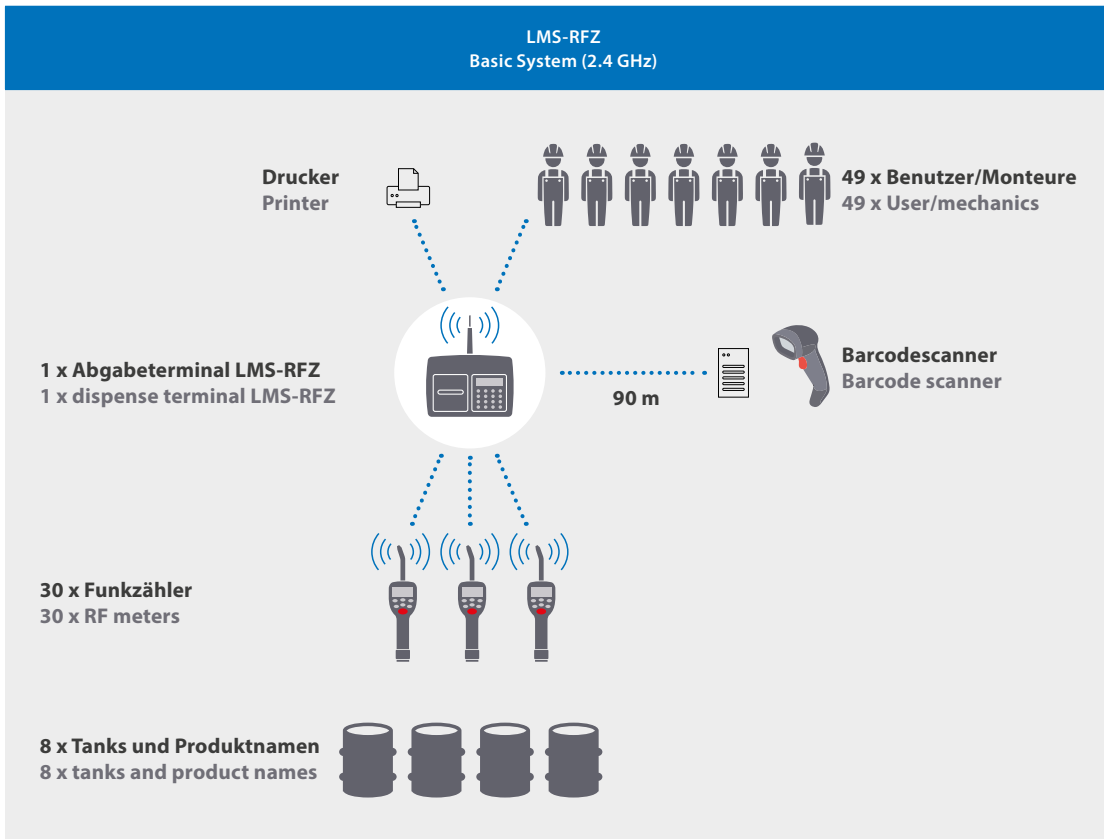 LMS-RFZ
Basic System (2.4 GHz)
Drucker
Printer
49 x Benutzer/Monteure
49 x User/mechanics
1 x Abgabeterminal LMS-RFZ
1 x dispense terminal LMS-RFZ
90 m
Barcodescanner
Barcode scanner
30 x Funkzähler
30 x RF meters
8 x Tanks und Produktnamen
8 x tanks and product names